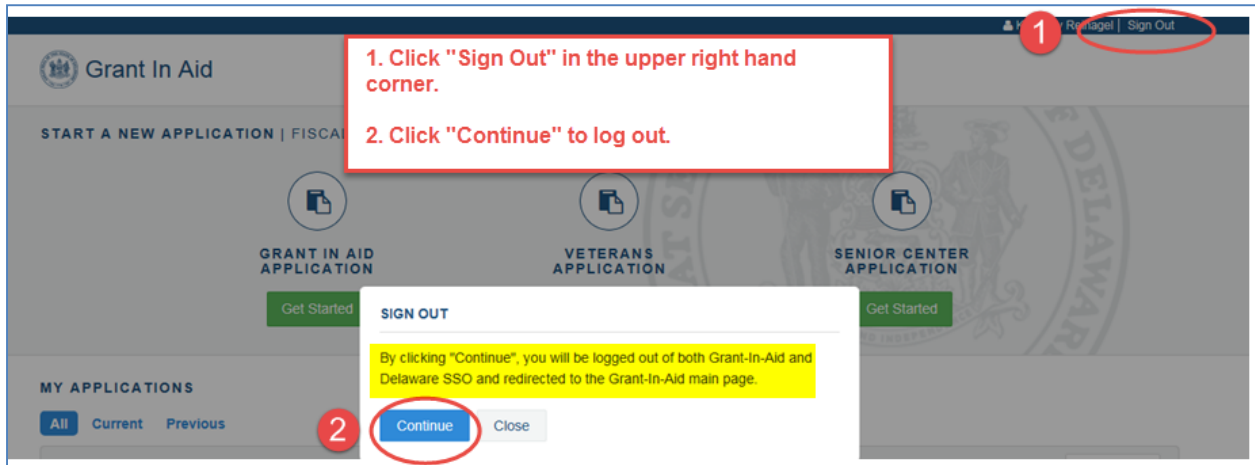 Remagel | Sign Out
1
Grant In Aid
1. Click "Sign Out" in the upper right hand
corner.
2. Click "Continue" to log out.
START A NEW APPLICATION | FISCAL
GRANT IN AID
APPLICATION
VETERANS
APPLICATION
SENIOR CENTER
APPLICATION
Get Started
Get Started
SIGN OUT
By clicking "Continue", you will be logged out of both Grant-In-Aid and
Delaware SSO and redirected to the Grant-In-Aid main page.
MY APPLICATIONS
All Current Previous
2
Continue Close